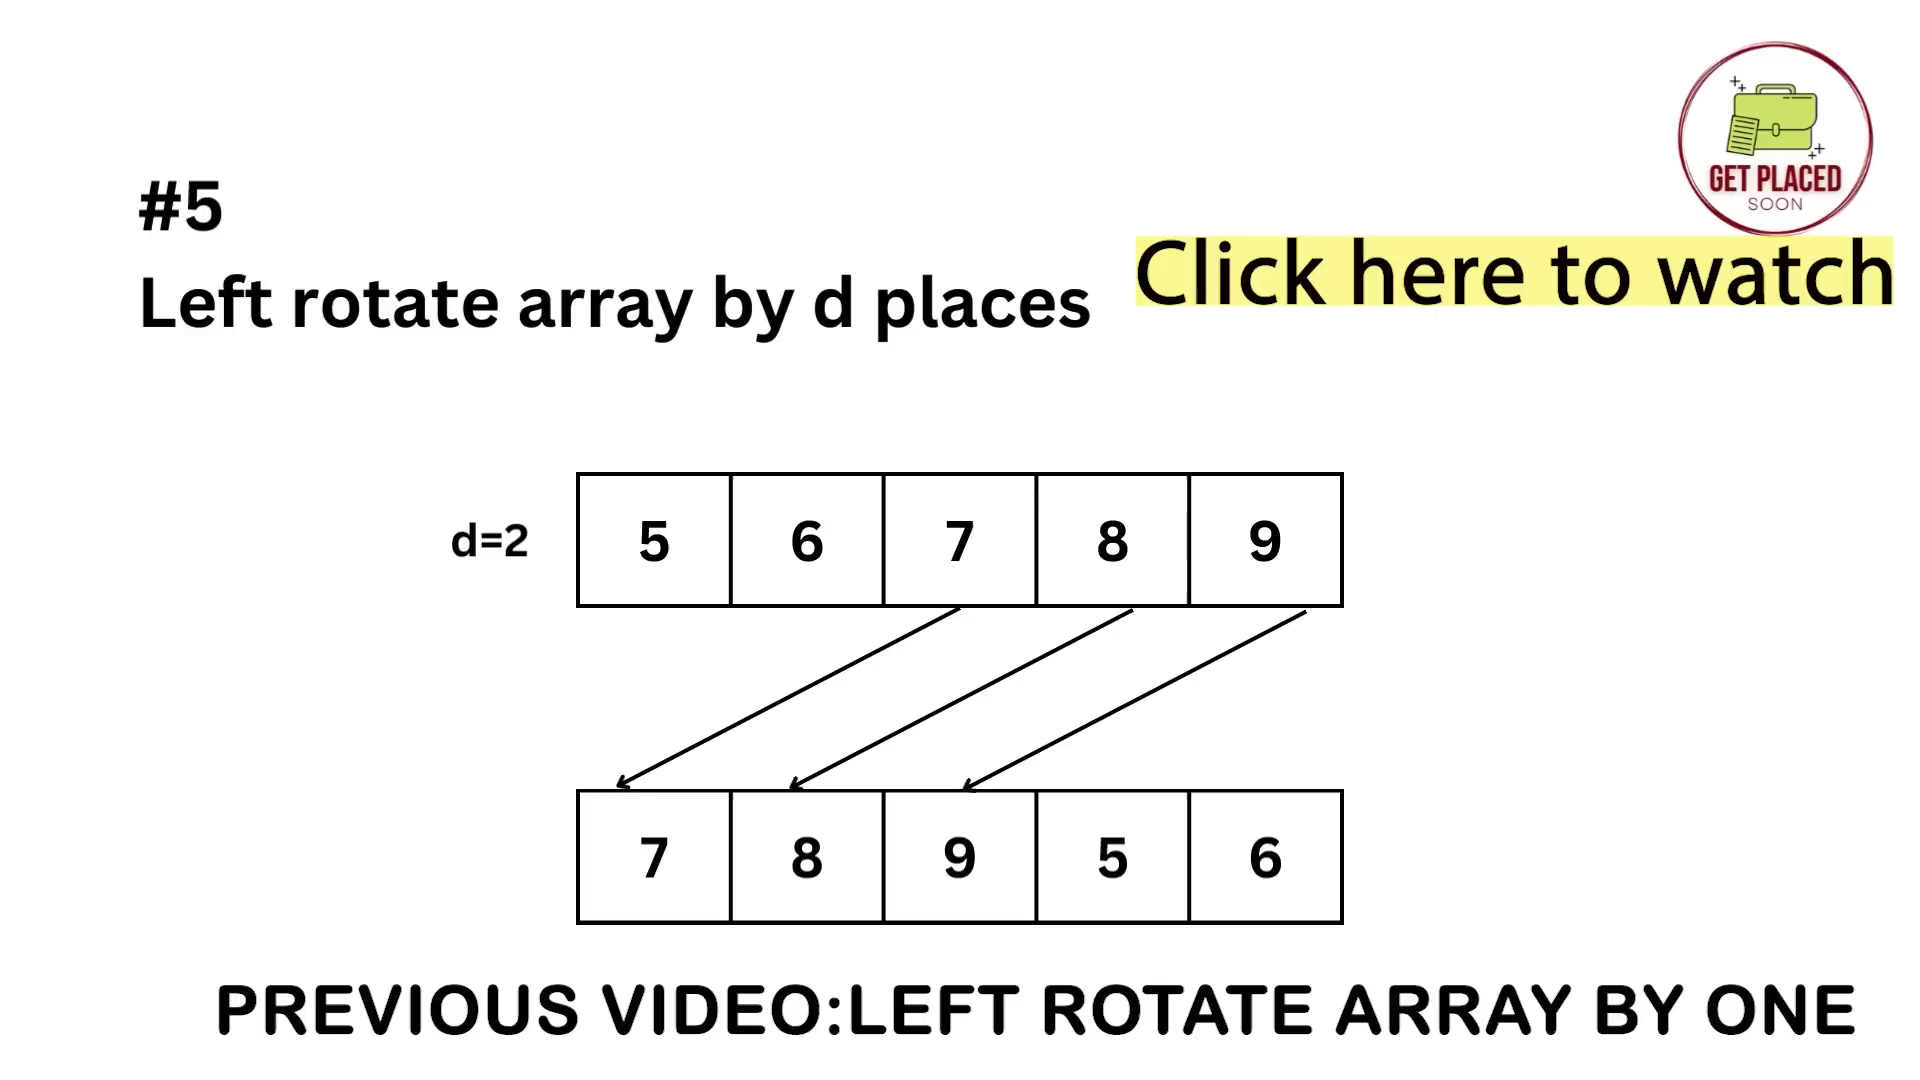 GET PLACED
SOON
#5
Left rotate array by d places
Click here to watch
d=2
5 6 7 8 9
7 8 9 5 6
PREVIOUS VIDEO:LEFT ROTATE ARRAY BY ONE